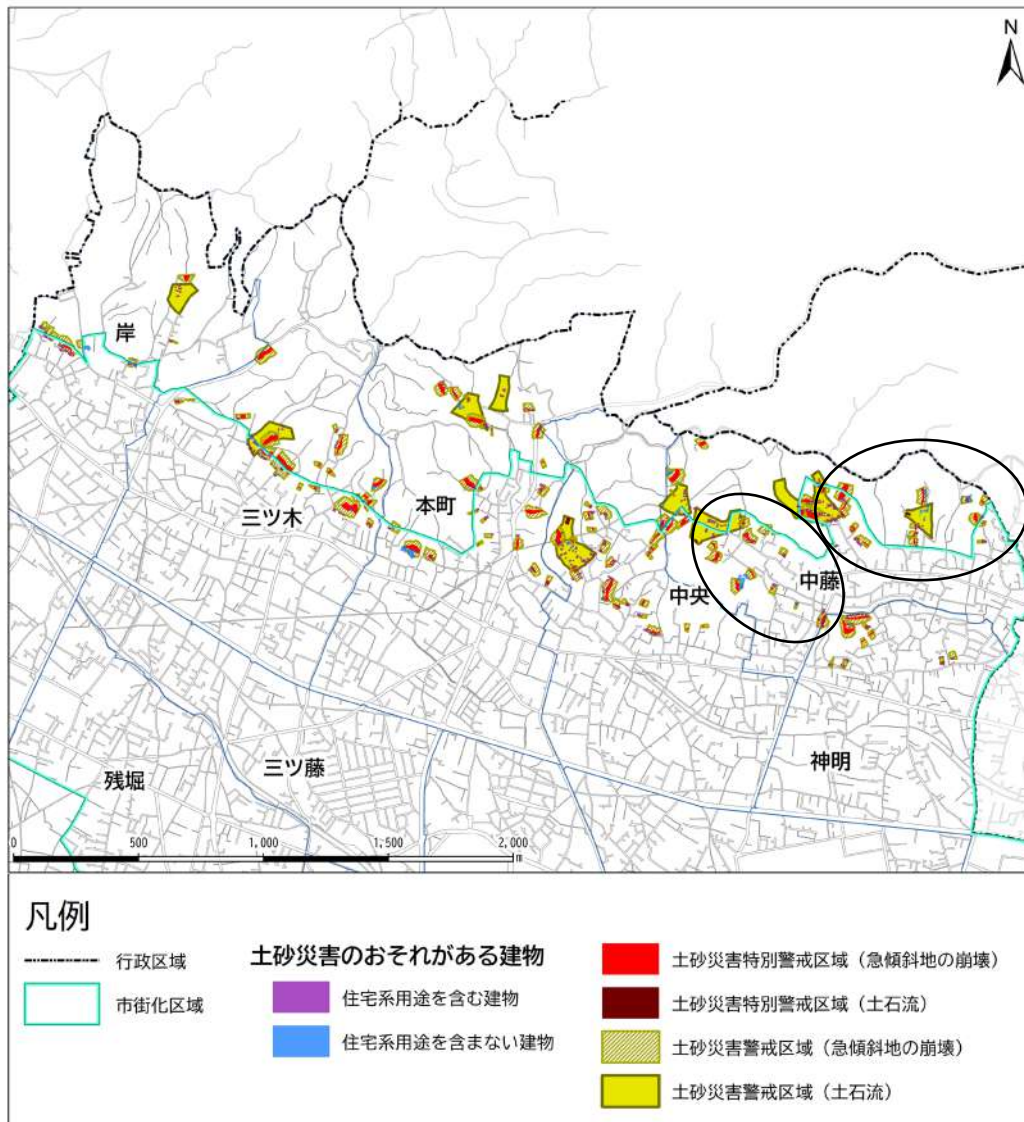 N
岸
三ツ木
本町
中央
中藤
残堀
三ツ藤
神明
0 500 1,000 1,500 2,000
m
凡例
行政区域
市街化区域
土砂災害のおそれがある建物
住宅系用途を含む建物
住宅系用途を含まない建物
土砂災害特別警戒区域（急傾斜地の崩壊）
土砂災害特別警戒区域（土石流）
土砂災害警戒区域（急傾斜地の崩壊）
土砂災害警戒区域（土石流）